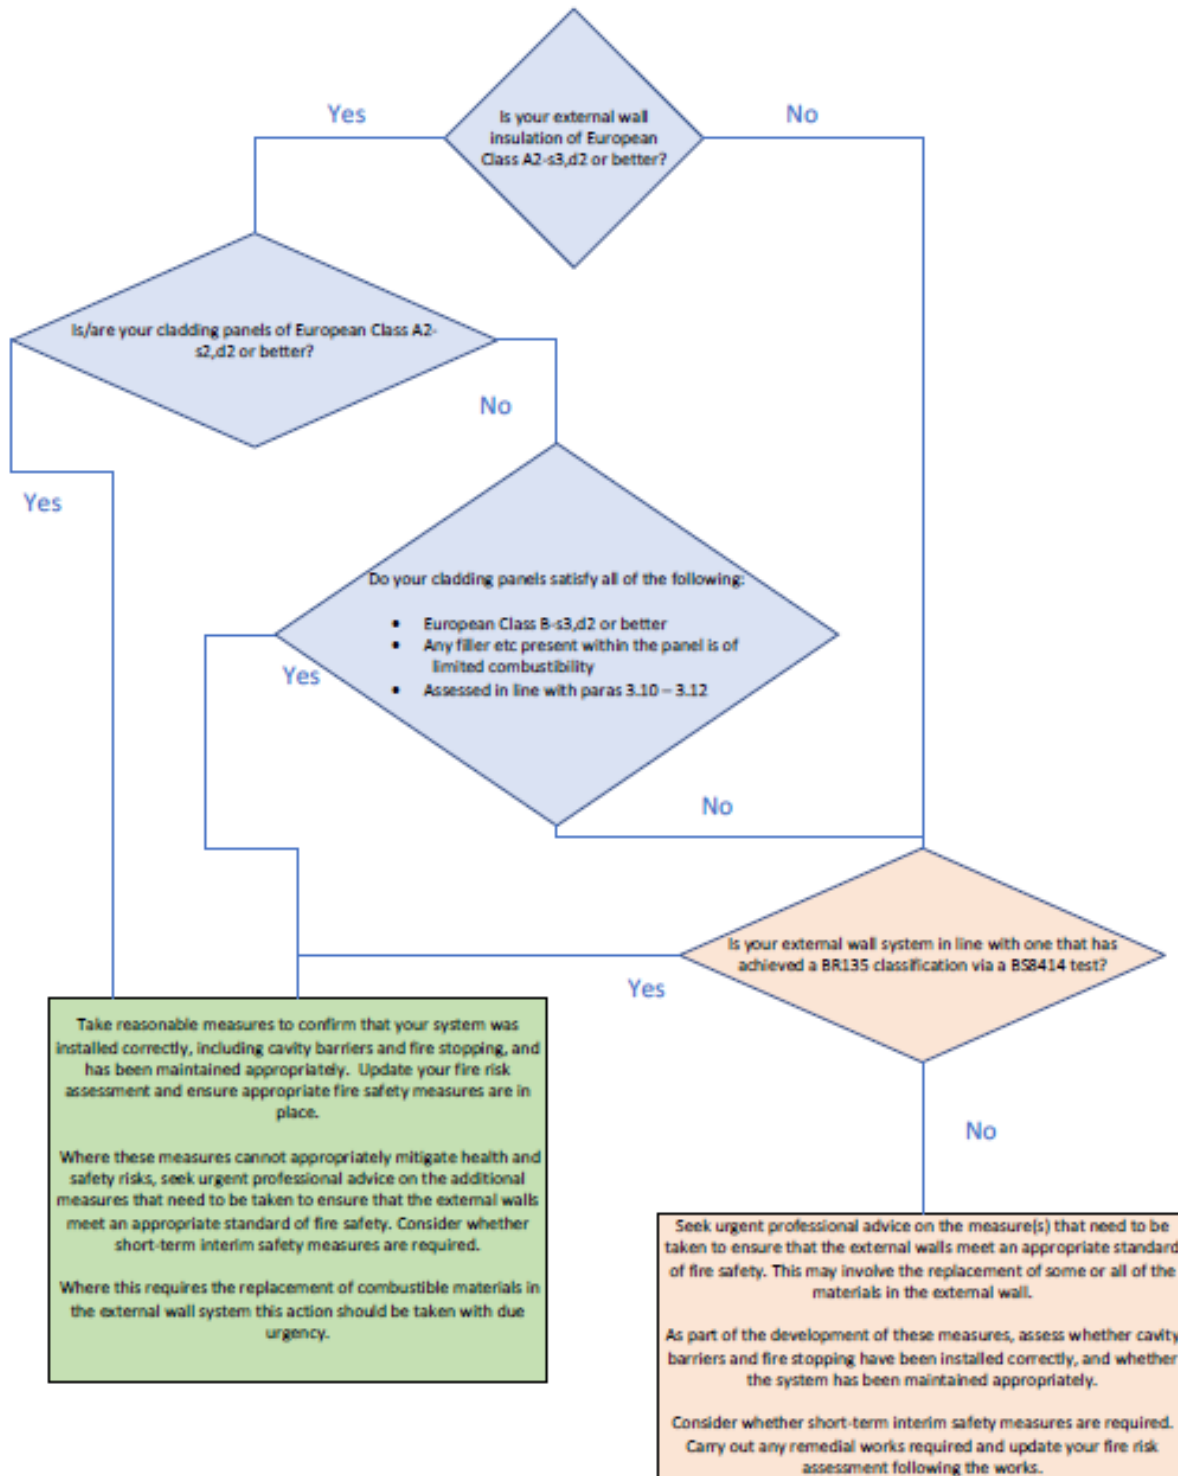 Yes
Is your external wall
insulation of European
Class A2-s3,d2 or better?
No
Is/are your cladding panels of European Class A2-
s2,d2 or better?
No
Yes
Do your cladding panels satisfy all of the following:
• European Class B-s3,d2 or better
• Any filler etc present within the panel is of
limited combustibility
• Assessed in line with paras 3.10 – 3.12
Yes
No
Is your external wall system in line with one that has
achieved a BR135 classification via a BS8414 test?
Yes
No
Take reasonable measures to confirm that your system was
installed correctly, including cavity barriers and fire stopping, and
has been maintained appropriately. Update your fire risk
assessment and ensure appropriate fire safety measures are in
place.
Where these measures cannot appropriately mitigate health and
safety risks, seek urgent professional advice on the additional
measures that need to be taken to ensure that the external walls
meet an appropriate standard of fire safety. Consider whether
short-term interim safety measures are required.
Where this requires the replacement of combustible materials in
the external wall system this action should be taken with due
urgency.
Seek urgent professional advice on the measure(s) that need to be
taken to ensure that the external walls meet an appropriate standard
of fire safety. This may involve the replacement of some or all of the
materials in the external wall.
As part of the development of these measures, assess whether cavity
barriers and fire stopping have been installed correctly, and whether
the system has been maintained appropriately.
Consider whether short-term interim safety measures are required.
Carry out any remedial works required and update your fire risk
assessment following the works.